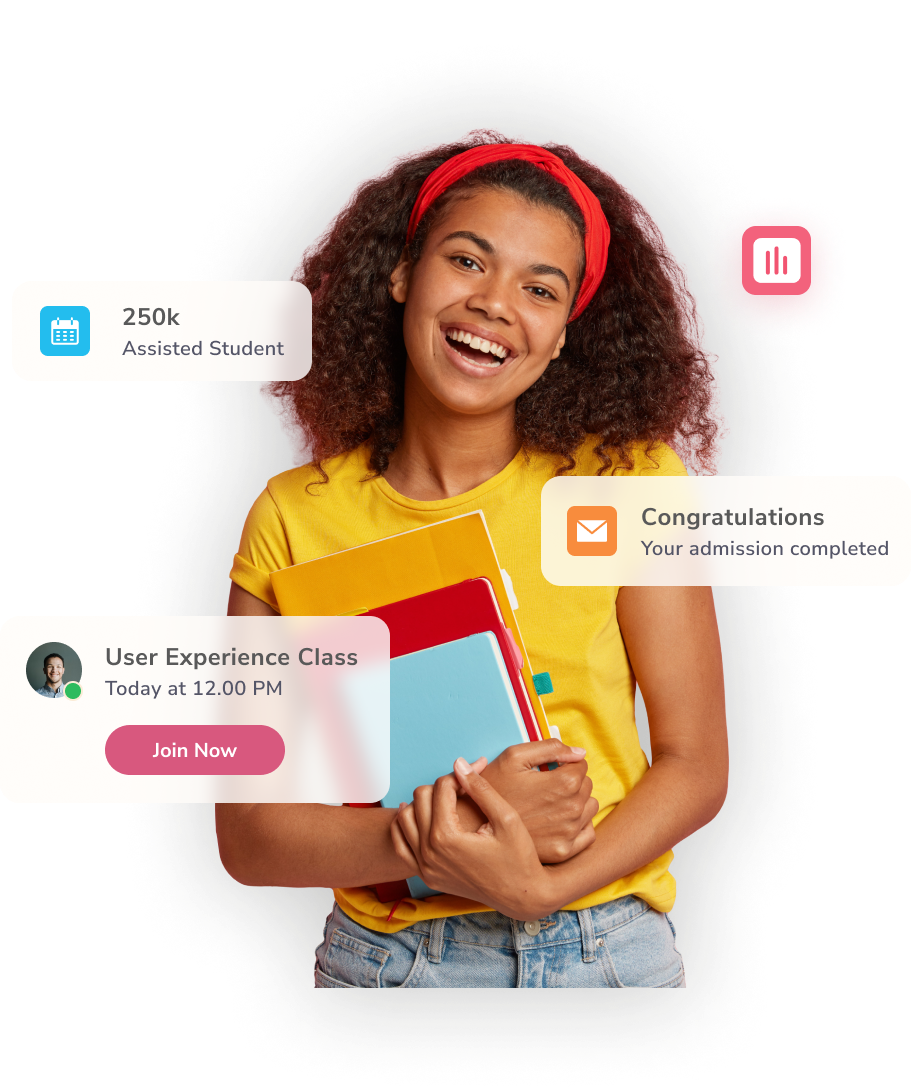 250k
Assisted Student
Congratulations
Your admission completed
User Experience Class
Today at 12.00 PM
Join Now